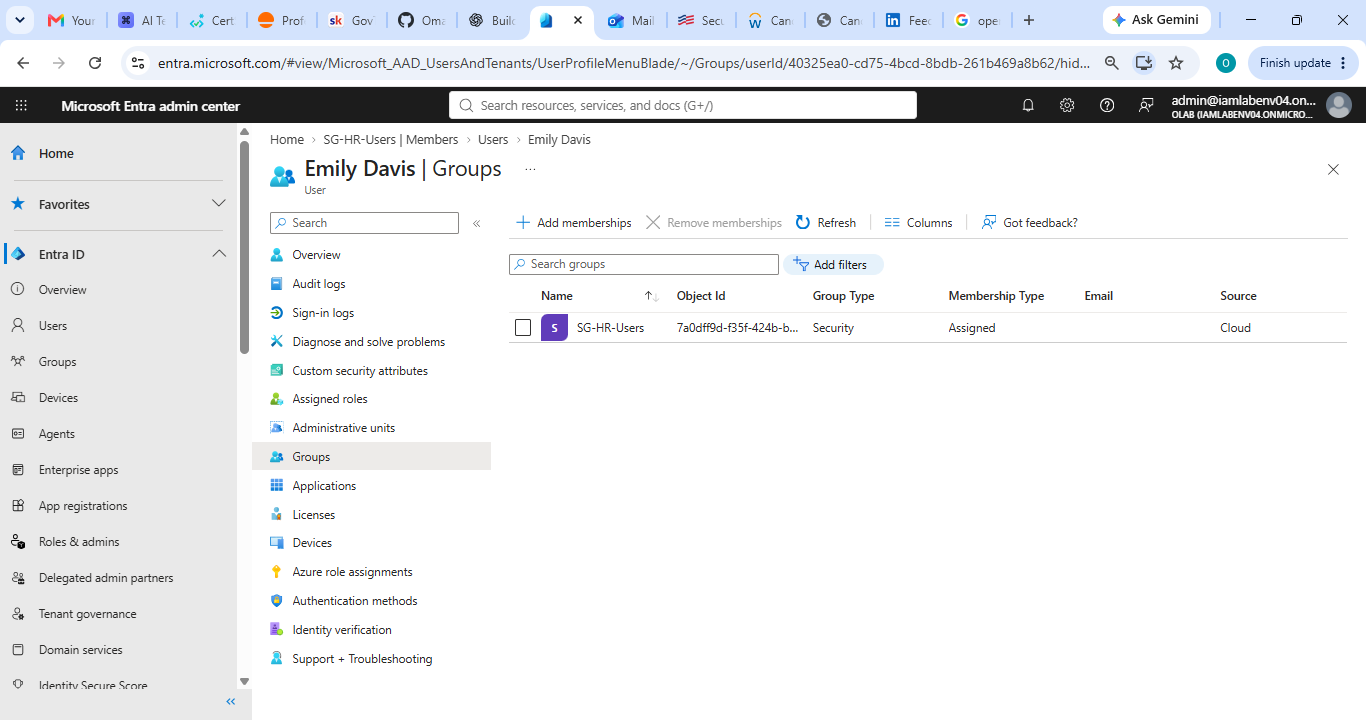 Your
AI Te
Cert
Profe
Gov
Oma
Build
Mail
Secu
Can
Can
Feec
ope
Ask Gemini
entra.microsoft.com/#view/Microsoft_AAD_UsersAndTenants/UserProfileMenuBlade/~/Groups/userId/40325ea0-cd75-4bcd-8bdb-261b469a8b62/hid...
O
Finish update
Microsoft Entra admin center
Search resources, services, and docs (G+/)
admin@iamlabenv04.on...
OLAB (IAMLABENV04.ONMICRO...
Home
Favorites
Entra ID
Overview
Users
Groups
Devices
Agents
Enterprise apps
App registrations
Roles & admins
Delegated admin partners
Tenant governance
Domain services
Identity Secure Score
Home > SG-HR-Users | Members > Users > Emily Davis
Emily Davis | Groups ...
User
Search
Overview
Audit logs
Sign-in logs
Diagnose and solve problems
Custom security attributes
Assigned roles
Administrative units
Groups
Applications
Licenses
Devices
Azure role assignments
Authentication methods
Identity verification
Support + Troubleshooting
Add memberships Remove memberships Refresh Columns Got feedback?
Search groups Add filters
Name Object Id Group Type Membership Type Email Source
S SG-HR-Users 7a0dff9d-f35f-424b-b... Security Assigned Cloud